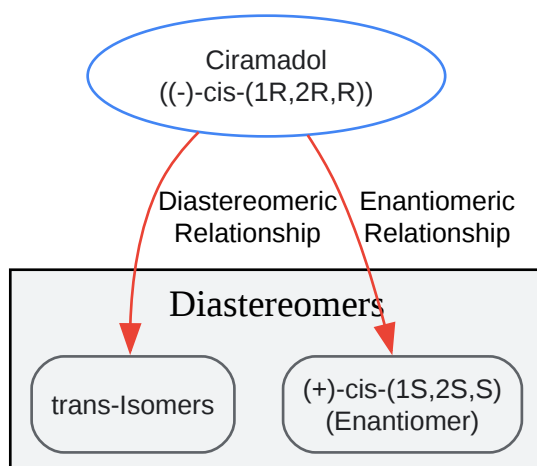 Ciramadol
((-)-cis-(1R,2R,R))
Diastereomeric
Relationship
Enantiomeric
Relationship
Diastereomers
trans-Isomers
(+)-cis-(1S,2S,S)
(Enantiomer)